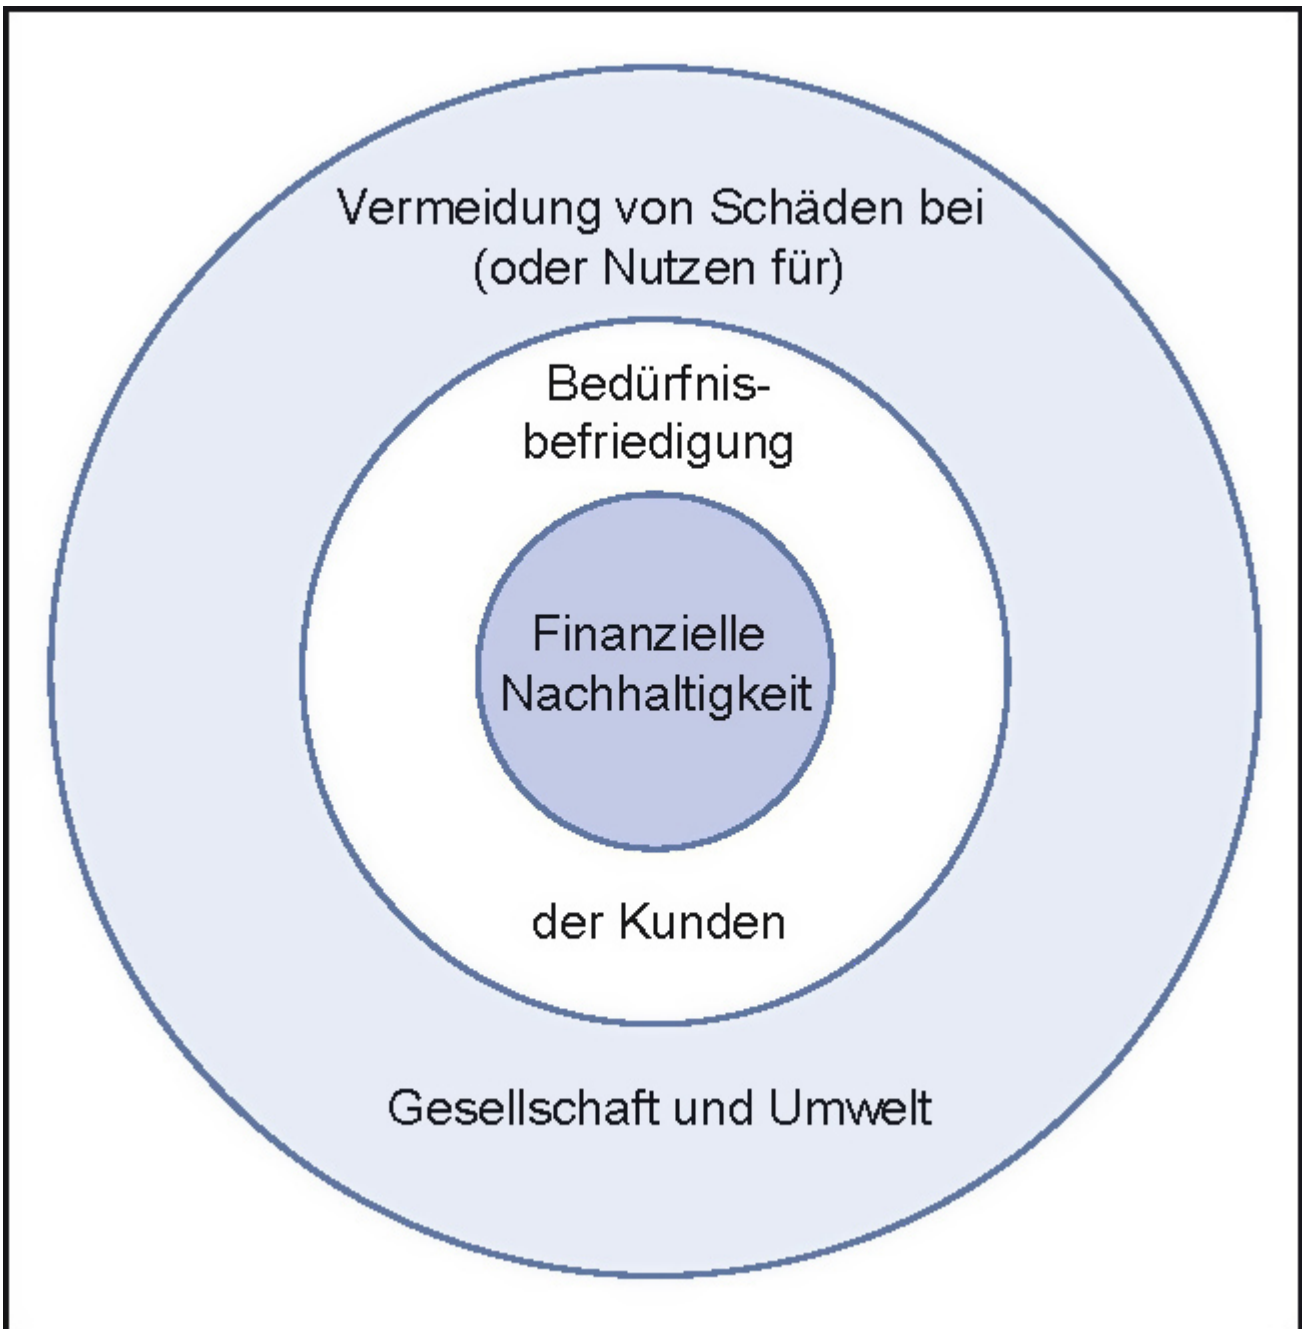 Vermeidung von Schäden bei
(oder Nutzen für)
Bedürfnis-
befriedigung
Finanzielle
Nachhaltigkeit
der Kunden
Gesellschaft und Umwelt